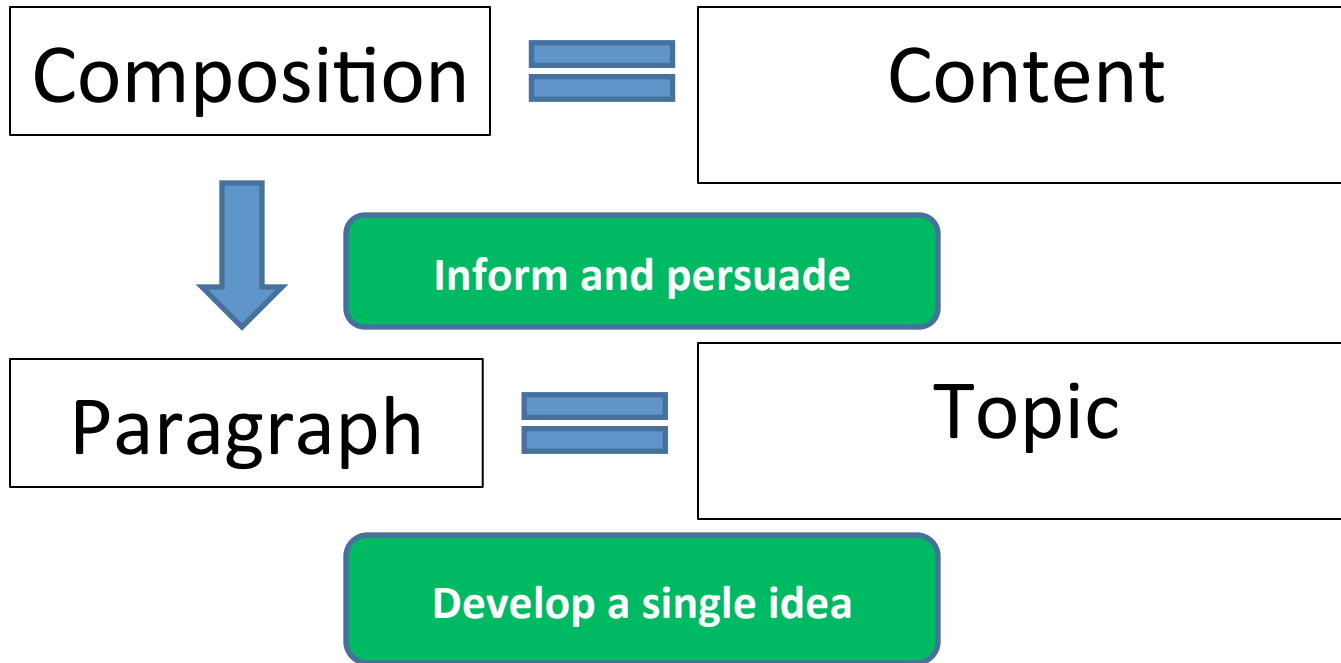 Composition
Content
Inform and persuade
Paragraph
Topic
Develop a single idea